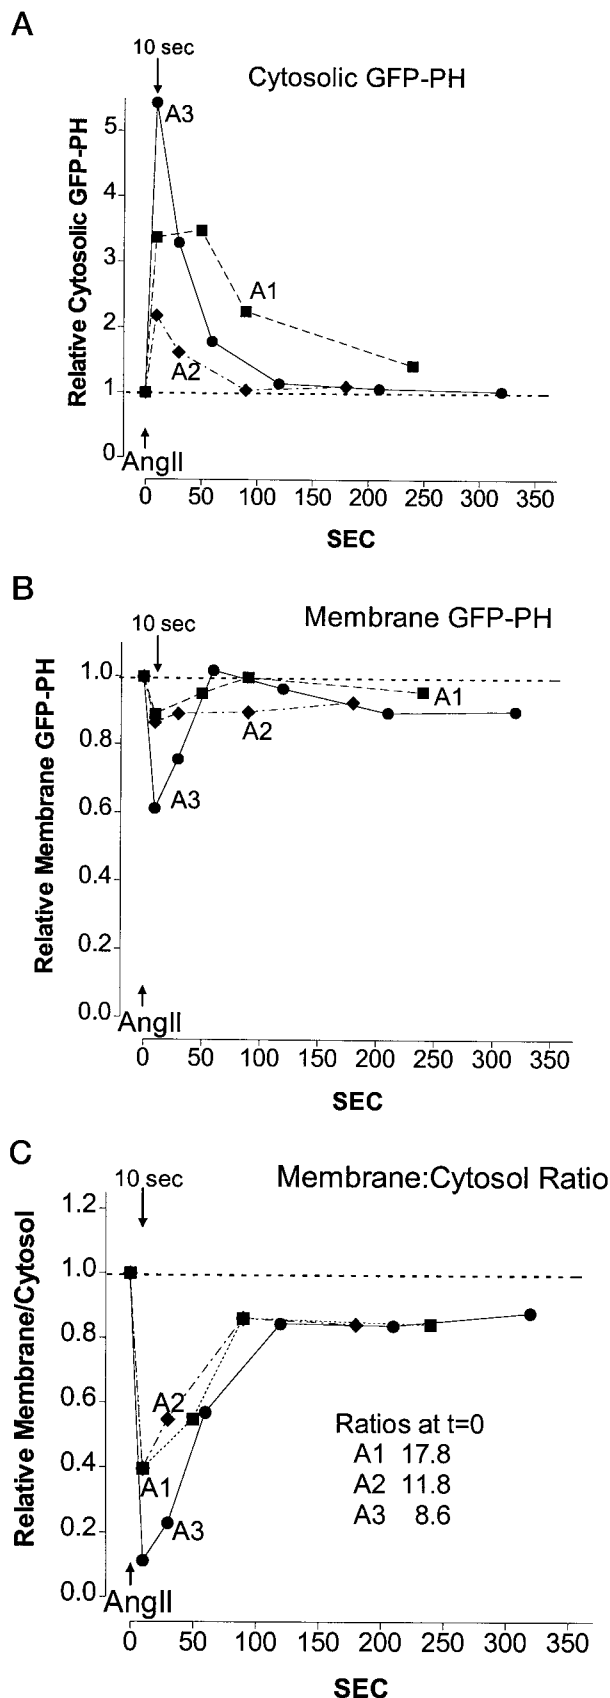 A
10 sec
Cytosolic GFP-PH
A3
5
4
3
2
1
0
A1
A2
Relative Cytosolic GFP-PH
AngII
0 50 100 150 200 250 300 350
SEC
B
Membrane GFP-PH
10 sec
1.0
0.8
0.6
0.4
0.2
0.0
A1
A2
A3
Relative Membrane GFP-PH
AngII
0 50 100 150 200 250 300 350
SEC
C
10 sec
Membrane:Cytosol Ratio
1.2
1.0
0.8
0.6
0.4
0.2
0.0
A2
A1
A3
Ratios at t=0
A1 17.8
A2 11.8
A3 8.6
Relative Membrane/Cytosol
AngII
0 50 100 150 200 250 300 350
SEC